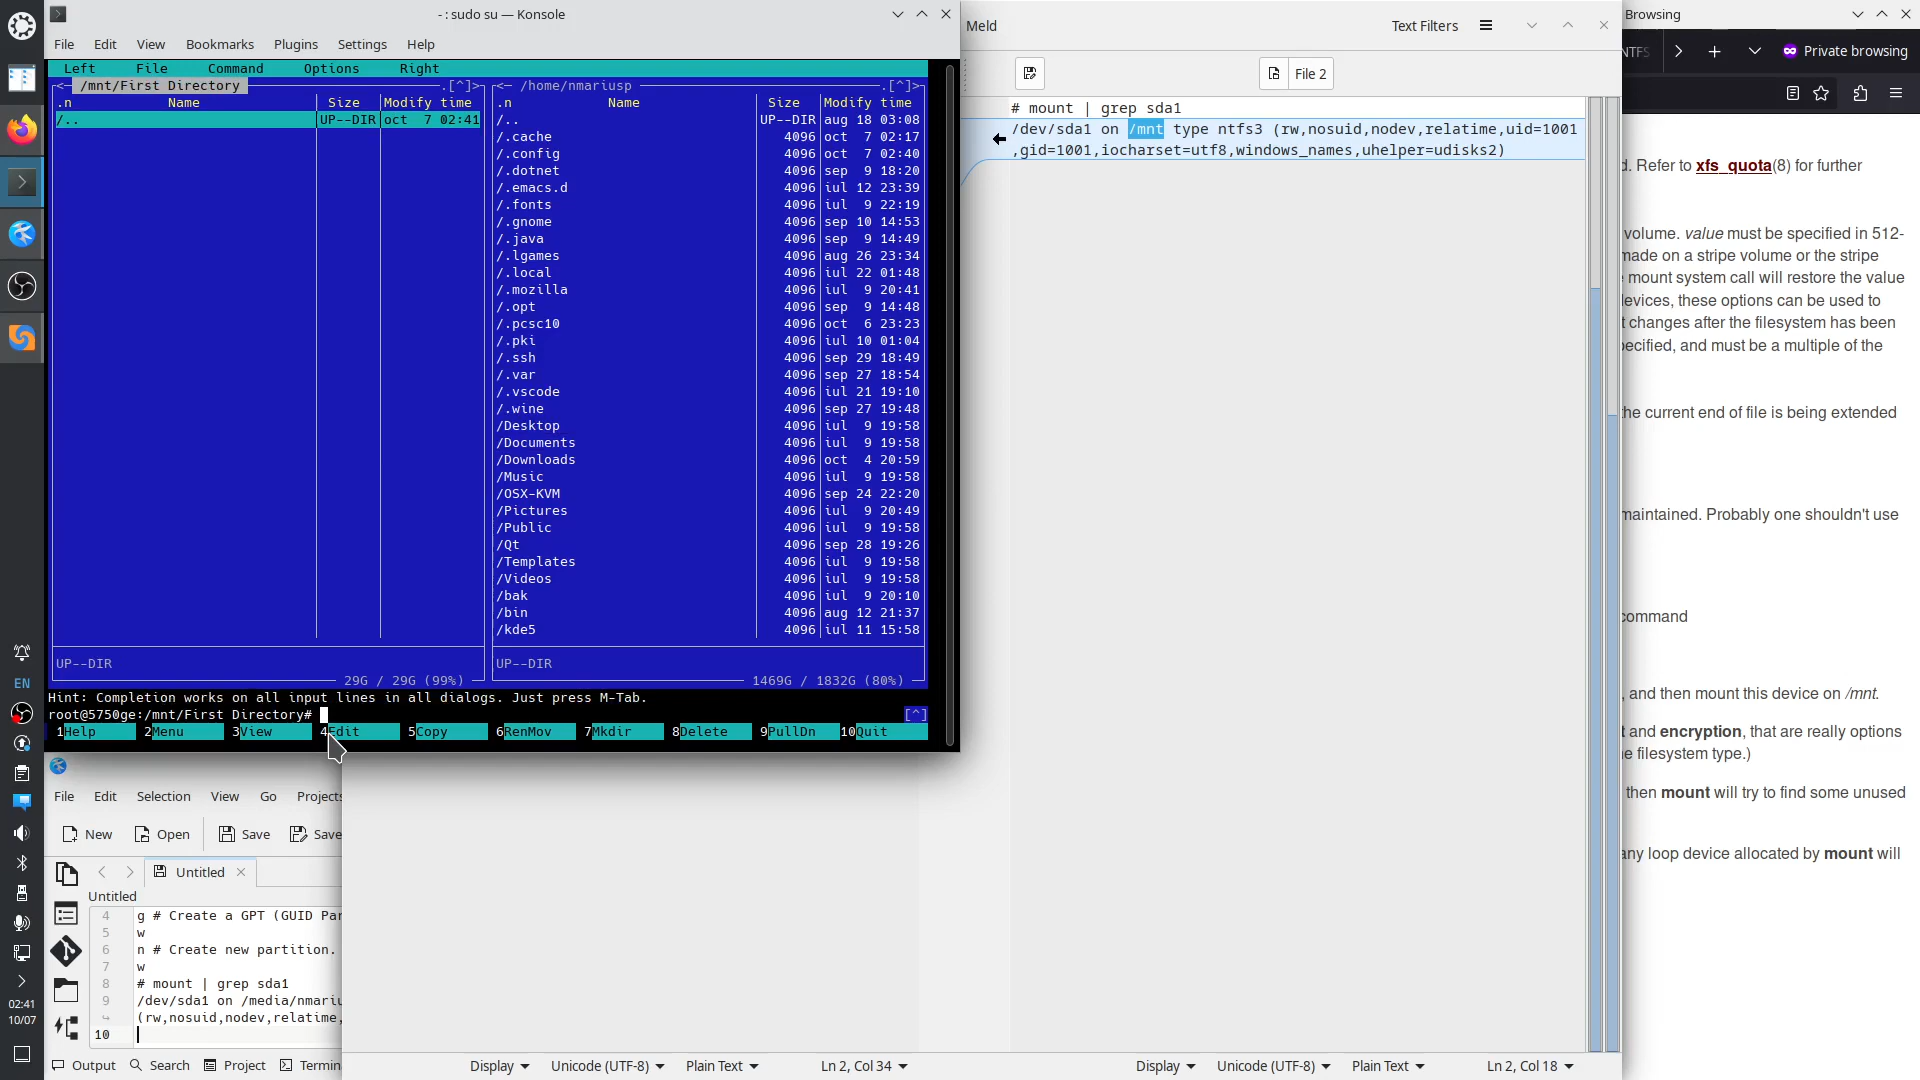 - : sudo su — Konsole
File Edit View Bookmarks Plugins Settings Help
Left File Command Options Right
<─ /mnt/First Directory .[^]>
.n Name Size Modify time
/.. UP--DIR oct 7 02:41
UP--DIR
29G / 29G (99%)
<─ /home/nmariusp .[^]>
.n Name Size Modify time
/.. UP--DIR aug 18 03:08
/.cache 4096 oct 7 02:17
/.config 4096 oct 7 02:40
/.dotnet 4096 sep 9 18:20
/.emacs.d 4096 iul 12 23:39
/.fonts 4096 iul 9 22:19
/.gnome 4096 sep 10 14:53
/.java 4096 sep 9 14:49
/.lgames 4096 aug 26 23:34
/.local 4096 iul 22 01:48
/.mozilla 4096 iul 9 20:41
/.opt 4096 sep 9 14:48
/.pcsc10 4096 oct 6 23:23
/.pki 4096 iul 10 01:04
/.ssh 4096 sep 29 18:49
/.var 4096 sep 27 18:54
/.vscode 4096 iul 21 19:10
/.wine 4096 sep 27 19:48
/Desktop 4096 iul 9 19:58
/Documents 4096 iul 9 19:58
/Downloads 4096 oct 4 20:59
/Music 4096 iul 9 19:58
/OSX-KVM 4096 sep 24 22:20
/Pictures 4096 iul 9 20:49
/Public 4096 iul 9 19:58
/Qt 4096 sep 28 19:26
/Templates 4096 iul 9 19:58
/Videos 4096 iul 9 19:58
/bak 4096 iul 9 20:10
/bin 4096 aug 12 21:37
/kde5 4096 iul 11 15:58
UP--DIR
1469G / 1832G (80%)
Hint: Completion works on all input lines in all dialogs. Just press M-Tab.
root@5750ge:/mnt/First Directory# [^]
1Help 2Menu 3View 4Edit 5Copy 6RenMov 7Mkdir 8Delete 9PullDn 10Quit
Meld
Text Filters
File 2
# mount | grep sda1
/dev/sda1 on /mnt type ntfs3 (rw,nosuid,nodev,relatime,uid=1001
,gid=1001,iocharset=utf8,windows_names,uhelper=udisks2)
Display Unicode (UTF-8) Plain Text Ln 2, Col 34
Display Unicode (UTF-8) Plain Text Ln 2, Col 18
Browsing
NTFS
Private browsing
d. Refer to xfs_quota(8) for further
volume. value must be specified in 512-
made on a stripe volume or the stripe
mount system call will restore the value
devices, these options can be used to
t changes after the filesystem has been
pecified, and must be a multiple of the
the current end of file is being extended
maintained. Probably one shouldn't use
command
, and then mount this device on /mnt.
t and encryption, that are really options
e filesystem type.)
then mount will try to find some unused
any loop device allocated by mount will
File Edit Selection View Go Projects
New Open Save Save
Untitled
Untitled
4 g # Create a GPT (GUID Par
5 w
6 n # Create new partition.
7 w
8 # mount | grep sda1
9 /dev/sda1 on /media/nmariu
(rw,nosuid,nodev,relatime,
10
Output Search Project Termin
EN
02:41
10/07